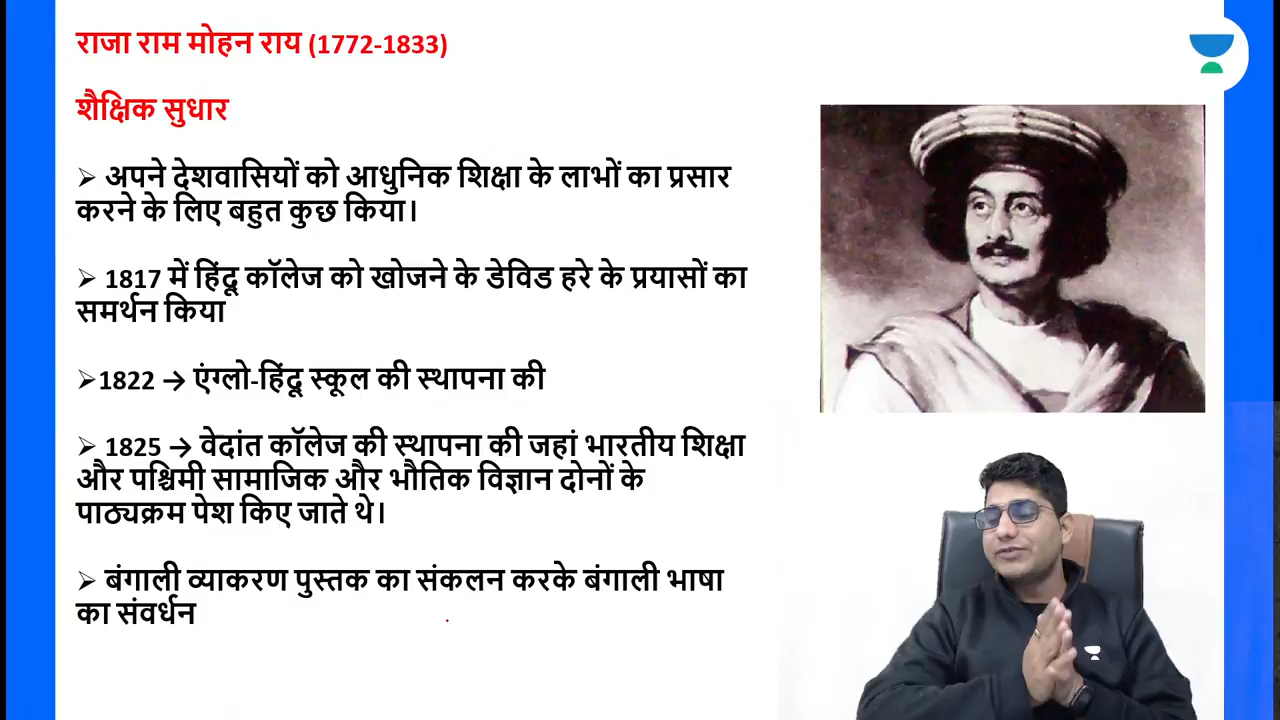 राजा राम मोहन राय (1772-1833)
शैक्षिक सुधार
➢ अपने देशवासियों को आधुनिक शिक्षा के लाभों का प्रसार
करने के लिए बहुत कुछ किया।
➢ 1817 में हिंदू कॉलेज को खोजने के डेविड हरे के प्रयासों का
समर्थन किया
➢1822 → एंग्लो-हिंदू स्कूल की स्थापना की
➢ 1825 → वेदांत कॉलेज की स्थापना की जहां भारतीय शिक्षा
और पश्चिमी सामाजिक और भौतिक विज्ञान दोनों के
पाठ्यक्रम पेश किए जाते थे।
➢ बंगाली व्याकरण पुस्तक का संकलन करके बंगाली भाषा
का संवर्धन